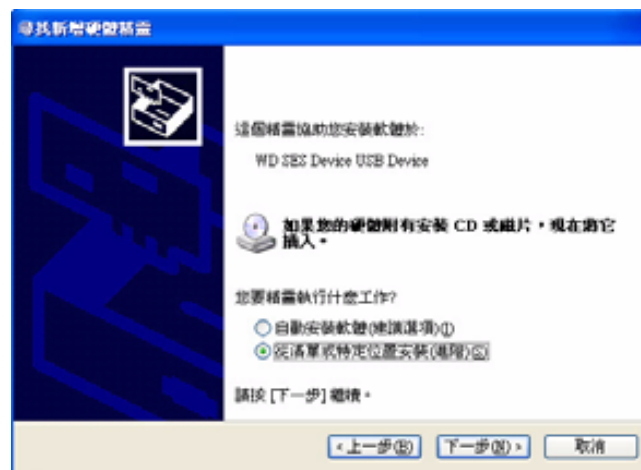 尋找新增硬體精靈
這個精靈協助您安裝軟體於:
WD SES Device USB Device
如果您的硬體附有安裝 CD 或磁片，現在將它
插入。
您要精靈執行什麼工作?
自動安裝軟體(建議選項)(I)
從清單或特定位置安裝(進階)(S)
請按 [下一步] 繼續。
<上一步(B)
下一步(N)>
取消